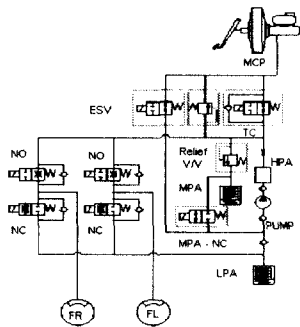 MCP
ESV
TC
NO
NO
Relief
V/V
HPA
MPA
NC
NC
PUMP
MPA - NC
LPA
FR
FL